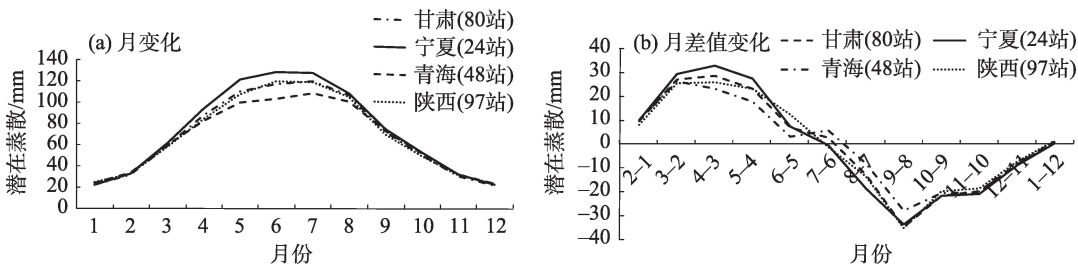 (a) 月变化
甘肃(80站)
宁夏(24站)
青海(48站)
陕西(97站)
潜在蒸散/mm
140
120
100
80
60
40
20
0
1 2 3 4 5 6 7 8 9 10 11 12
月份
(b) 月差值变化
甘肃(80站) 宁夏(24站)
青海(48站) 陕西(97站)
潜在蒸散/mm
40
30
20
10
0
–10
–20
–30
–40
2–1 3–2 4–3 5–4 6–5 7–6 8–7 9–8 10–9 11–10 12–11 1–12
月份